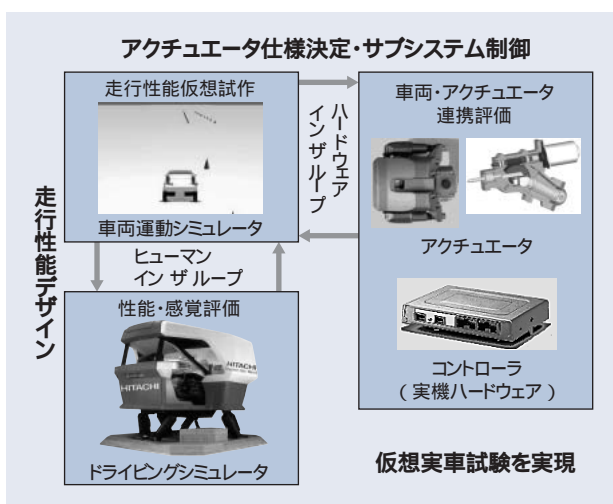 アクチュエータ仕様決定・サブシステム制御
走行性能デザイン
走行性能仮想試作
車両運動シミュレータ
ハードウェア
イン ザ ループ
車両・アクチュエータ
連携評価
アクチュエータ
コントローラ
(実機ハードウェア)
ヒューマン
イン ザ ループ
性能・感覚評価
HITACHI
HITACHI
ドライビングシミュレータ
仮想実車試験を実現